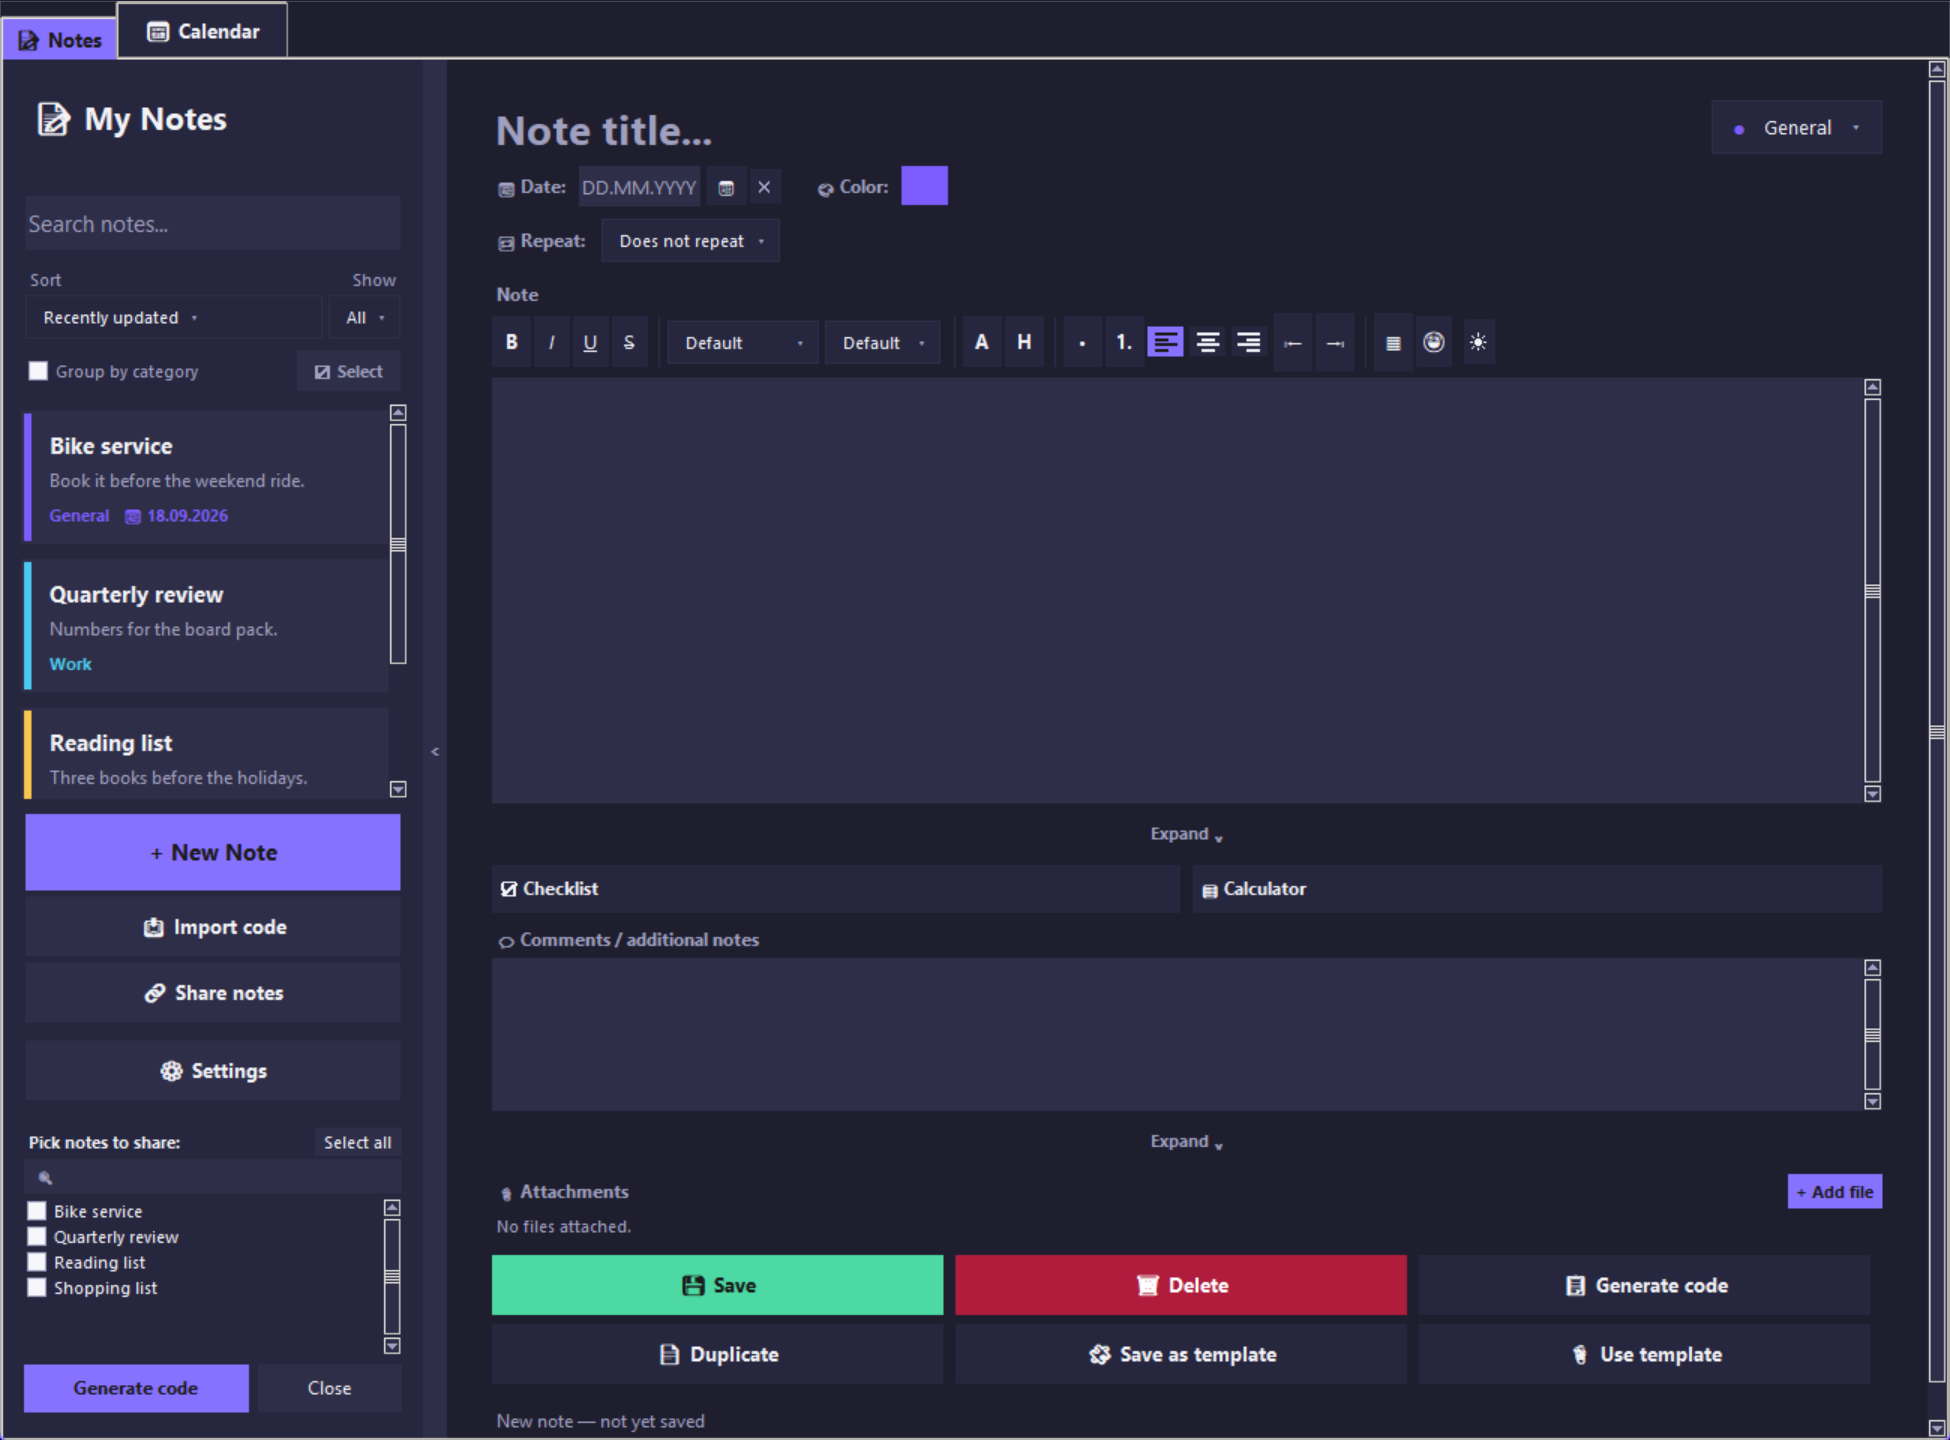 Notes
Calendar
My Notes
Search notes...
Sort
Show
Recently updated
All
Group by category
Select
Bike service
Book it before the weekend ride.
General
18.09.2026
Quarterly review
Numbers for the board pack.
Work
Reading list
Three books before the holidays.
+ New Note
Import code
Share notes
Settings
Pick notes to share:
Select all
Bike service
Quarterly review
Reading list
Shopping list
Generate code
Close
<
Note title...
General
Date:
DD.MM.YYYY
Color:
Repeat:
Does not repeat
Note
B
I
U
S
Default
Default
A
H
•
1.
Expand
Checklist
Calculator
Comments / additional notes
Expand
Attachments
+ Add file
No files attached.
Save
Delete
Generate code
Duplicate
Save as template
Use template
New note — not yet saved